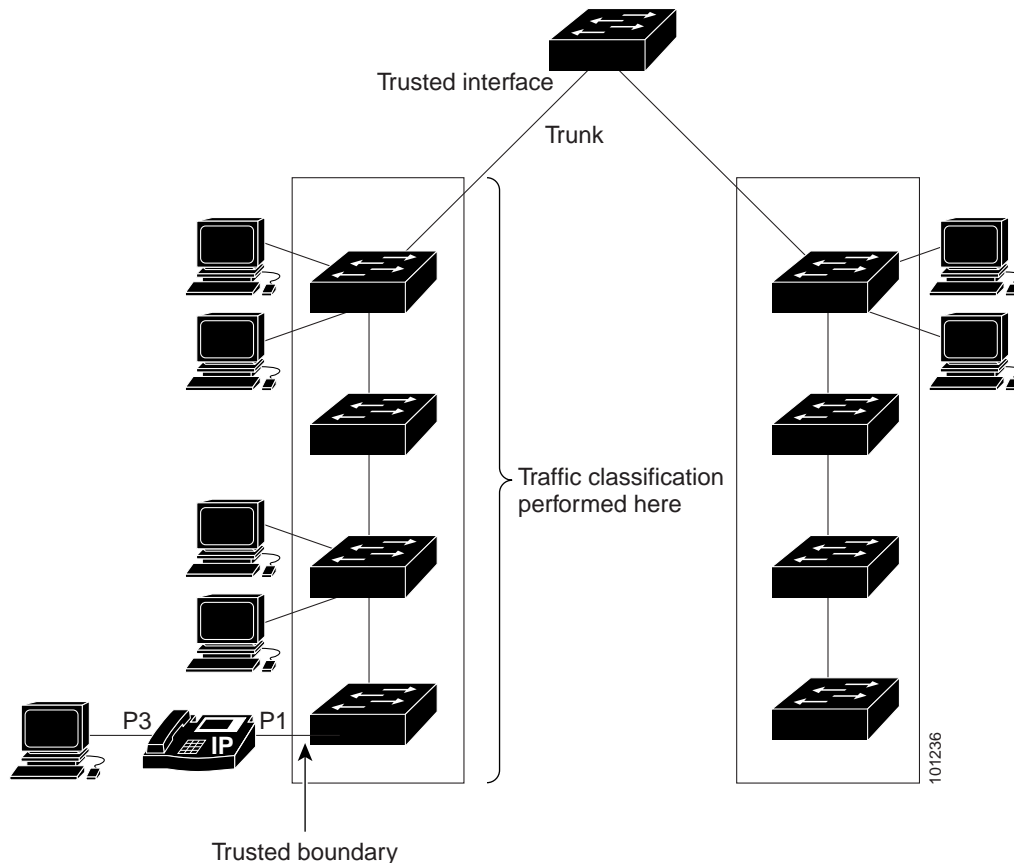 Trusted interface
Trunk
Traffic classification
performed here
P3
IP
P1
101236
Trusted boundary